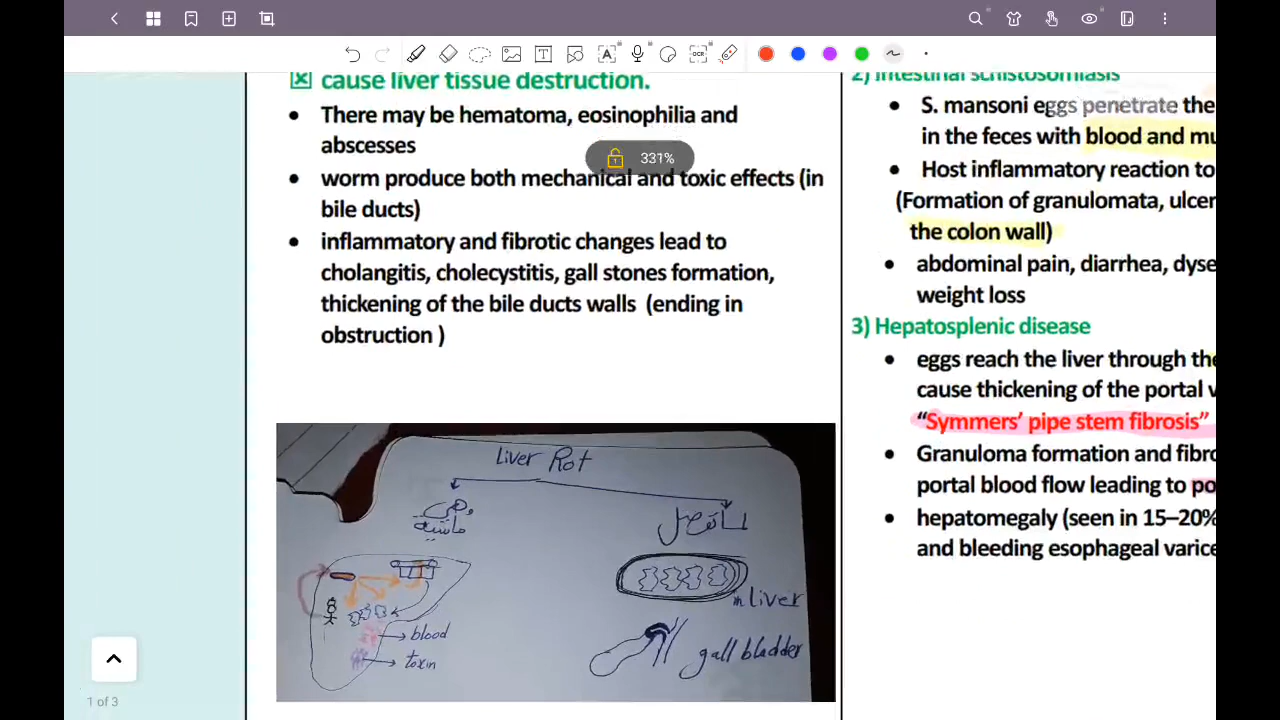 cause liver tissue destruction.
There may be hematoma, eosinophilia and
abscesses
worm produce both mechanical and toxic effects (in
bile ducts)
inflammatory and fibrotic changes lead to
cholangitis, cholecystitis, gall stones formation,
thickening of the bile ducts walls (ending in
obstruction )
331%
Liver Rot
وهى
ماشيه
لما توصل
in liver
gall bladder
blood
toxin
2) Intestinal schistosomiasis
S. mansoni eggs penetrate the
in the feces with blood and mu
Host inflammatory reaction to
(Formation of granulomata, ulcer
the colon wall)
abdominal pain, diarrhea, dyse
weight loss
3) Hepatosplenic disease
eggs reach the liver through the
cause thickening of the portal v
“Symmers’ pipe stem fibrosis”
Granuloma formation and fibro
portal blood flow leading to po
hepatomegaly (seen in 15–20%
and bleeding esophageal varice
1 of 3